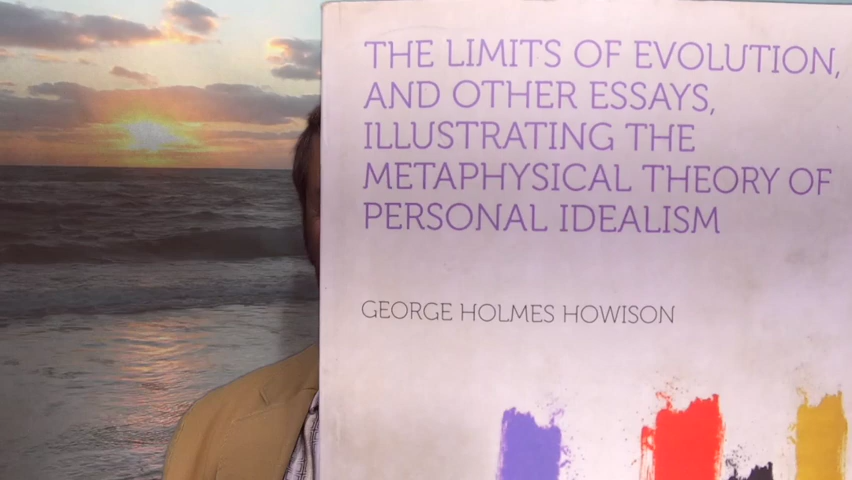 THE LIMITS OF EVOLUTION,
AND OTHER ESSAYS,
ILLUSTRATING THE
METAPHYSICAL THEORY OF
PERSONAL IDEALISM
GEORGE HOLMES HOWISON